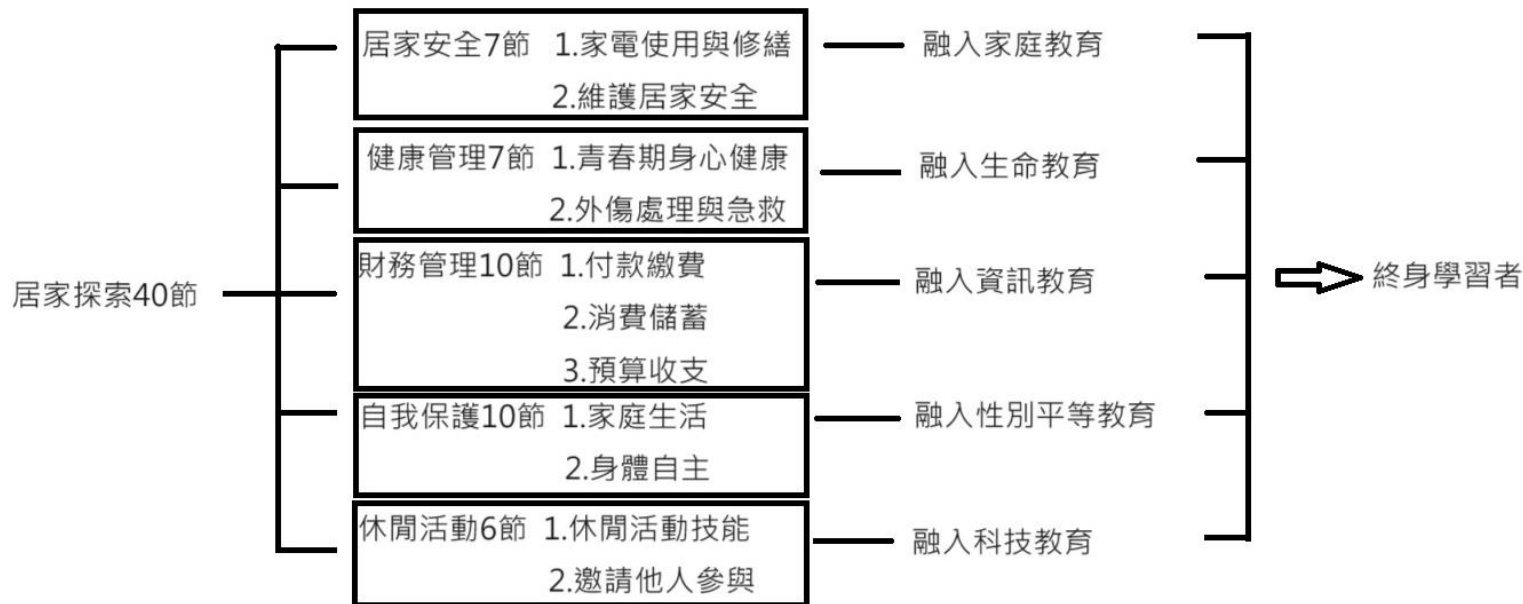 居家安全7節 1.家電使用與修繕
融入家庭教育
2.維護居家安全
健康管理7節 1.青春期身心健康
融入生命教育
2.外傷處理與急救
居家探索40節
財務管理10節 1.付款繳費
融入資訊教育
2.消費儲蓄
3.預算收支
終身學習者
自我保護10節 1.家庭生活
融入性別平等教育
2.身體自主
休閒活動6節 1.休閒活動技能
融入科技教育
2.邀請他人參與